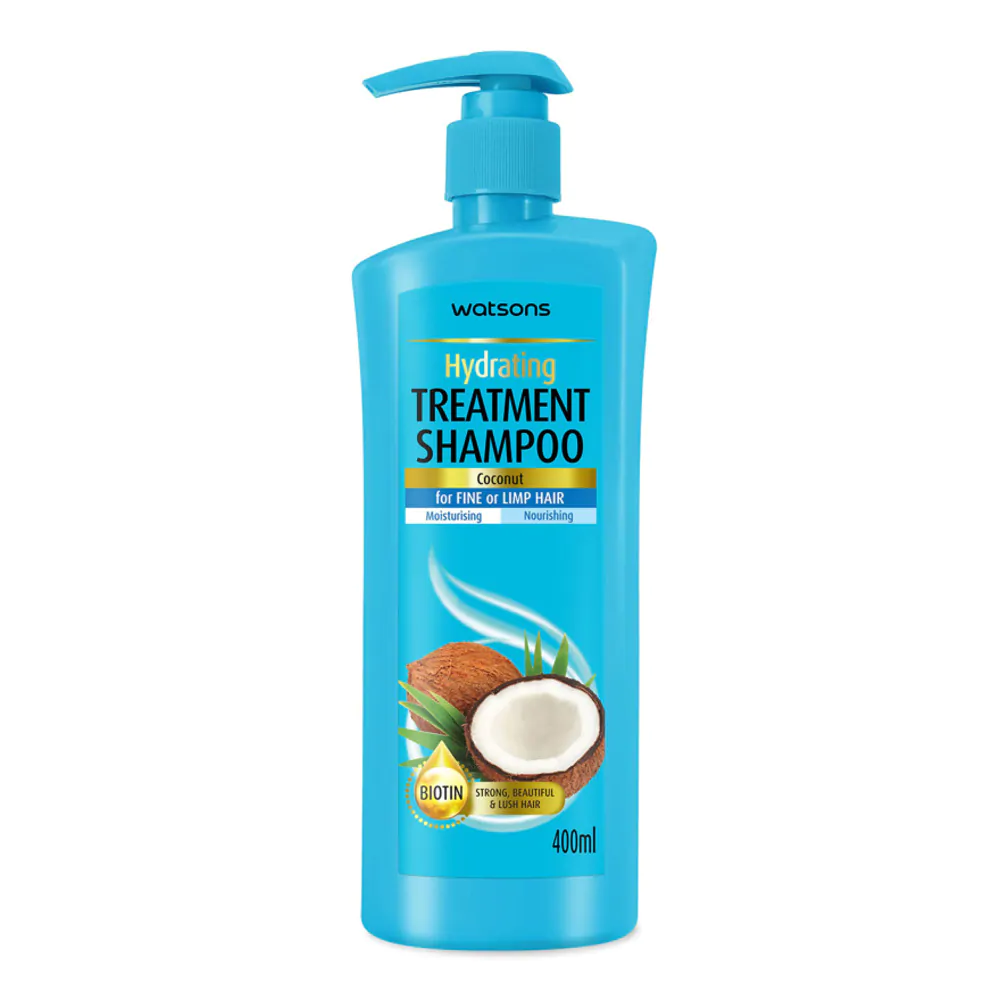 watsons
Hydrating
TREATMENT
SHAMPOO
Coconut
for FINE or LIMP HAIR
Moisturising Nourishing
BIOTIN
STRONG, BEAUTIFUL
& LUSH HAIR
400ml